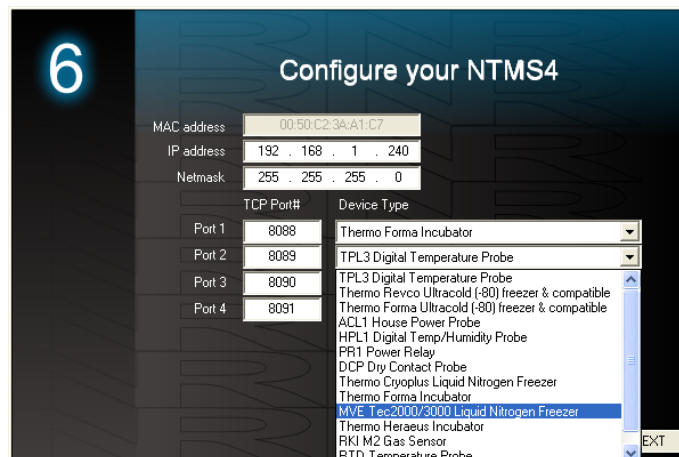 6
Configure your NTMS4
MAC address 00:50:C2:3A:A1:C7
IP address 192 . 168 . 1 . 240
Netmask 255 . 255 . 255 . 0
TCP Port# Device Type
Port 1 8088 Thermo Forma Incubator
Port 2 8089 TPL3 Digital Temperature Probe
Port 3 8090
Port 4 8091
TPL3 Digital Temperature Probe
Thermo Revco Ultracold (-80) freezer & compatible
Thermo Forma Ultracold (-80) freezer & compatible
ACL1 House Power Probe
HPL1 Digital Temp/Humidity Probe
PR1 Power Relay
DCP Dry Contact Probe
Thermo Cryoplus Liquid Nitrogen Freezer
Thermo Forma Incubator
MVE Tec2000/3000 Liquid Nitrogen Freezer
Thermo Heraeus Incubator
RKI M2 Gas Sensor
RTD Temperature Probe
EXT